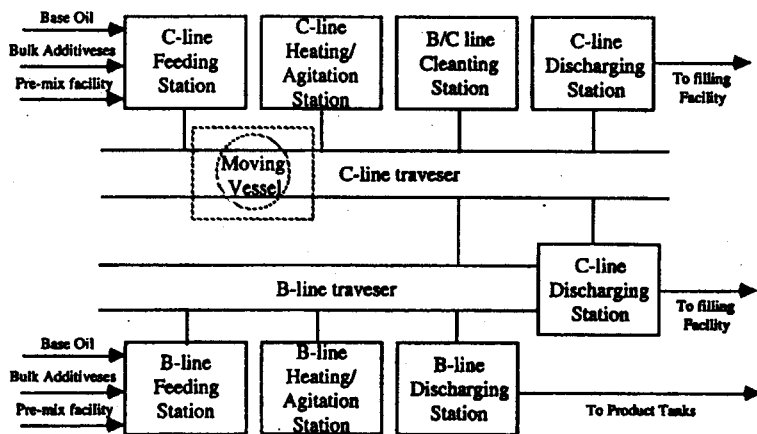 Base Oil
Bulk Additiveses
Pre-mix facility
C-line
Feeding
Station
C-line
Heating/
Agitation
Station
B/C line
Cleanting
Station
C-line
Discharging
Station
To filling
Facility
Moving
Vessel
C-line traveser
B-line traveser
C-line
Discharging
Station
To filling
Facility
Base Oil
Bulk Additiveses
Pre-mix facility
B-line
Feeding
Station
B-line
Heating/
Agitation
Station
B-line
Discharging
Station
To Product Tanks